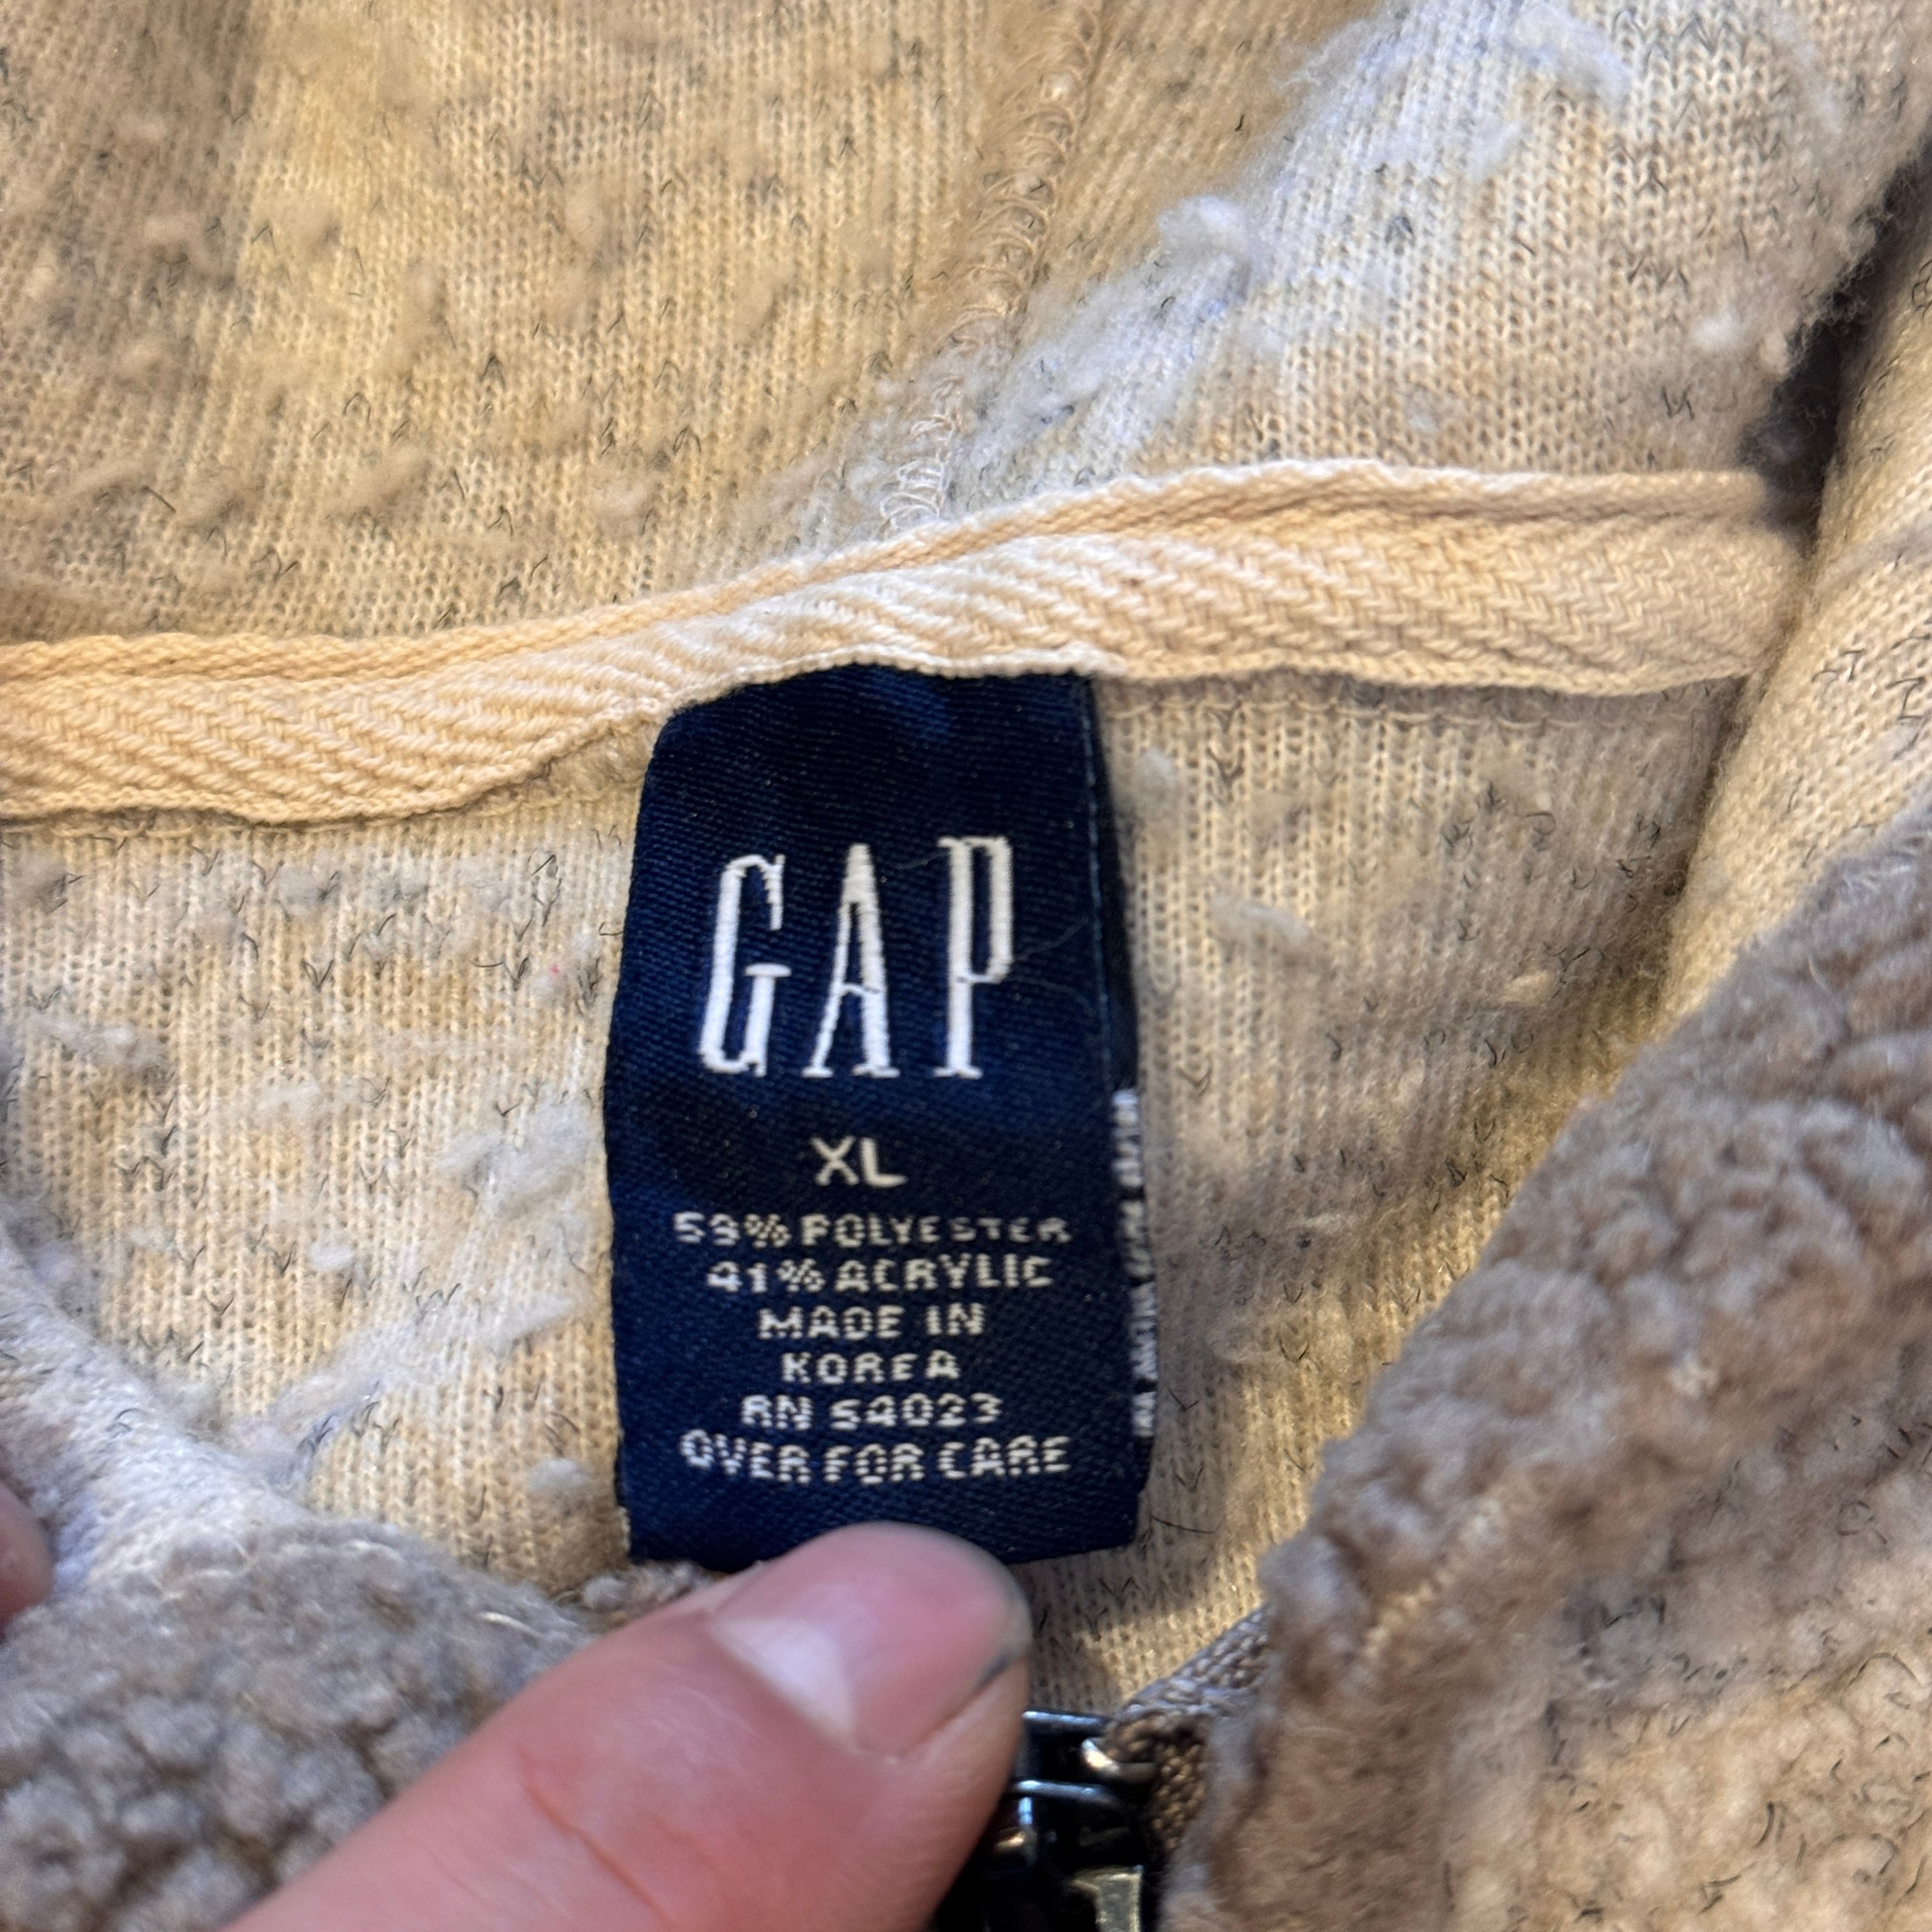 GAP
XL
59% POLYESTER
41% ACRYLIC
MADE IN
KOREA
RN 54023
OVER FOR CARE